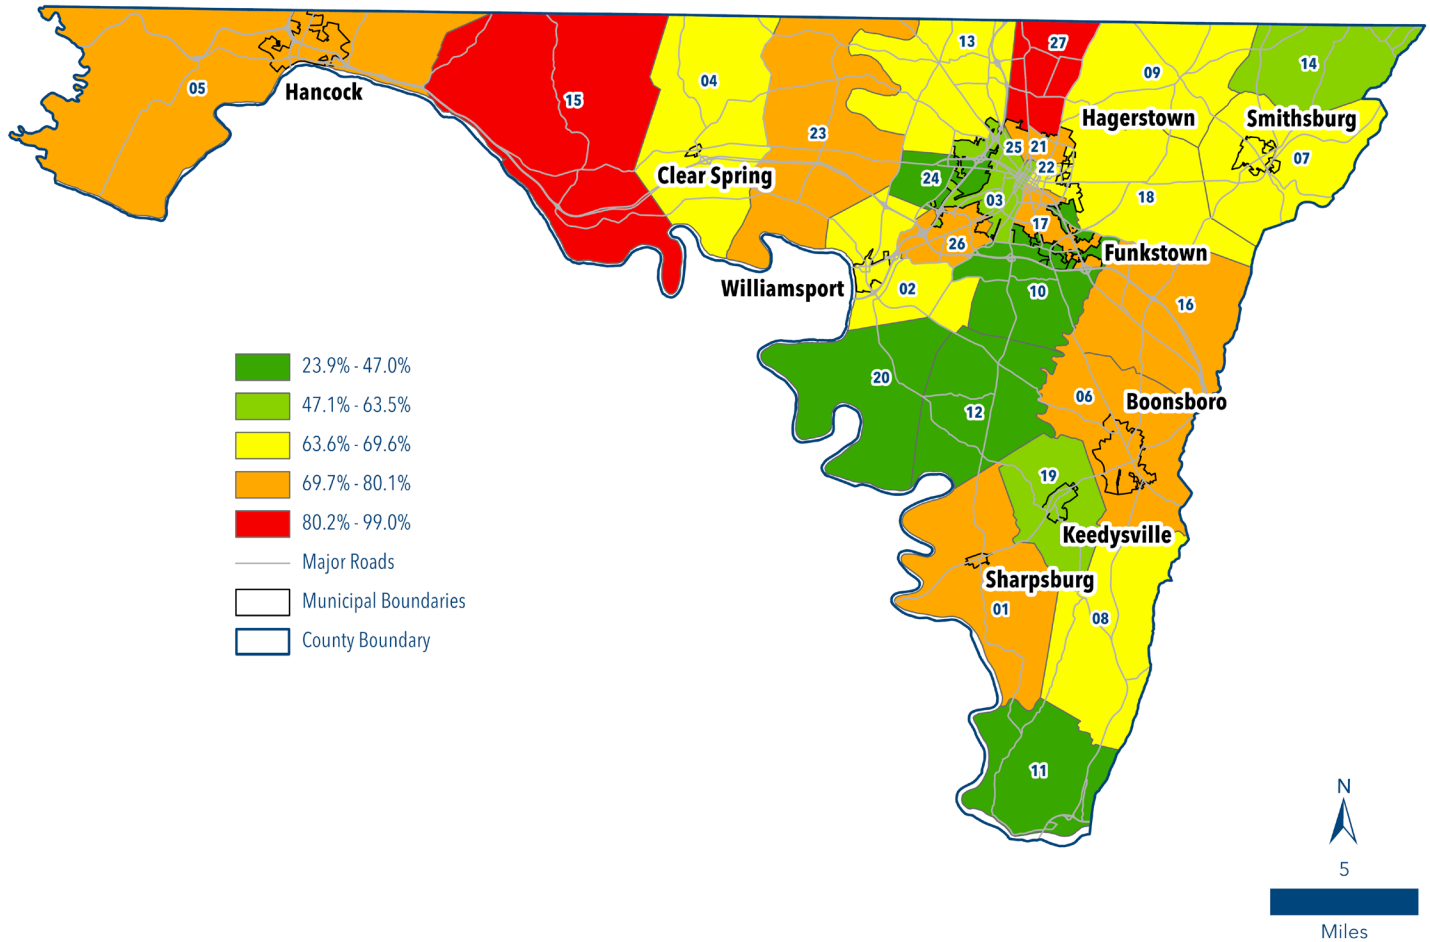 27
13
14
09
05
Hancock
15
04
Hagerstown
Smithsburg
23
25
21
22
07
Clear Spring
24
03
18
17
26
Funkstown
Williamsport
02
10
16
23.9% - 47.0%
20
06
Boonsboro
47.1% - 63.5%
12
63.6% - 69.6%
19
69.7% - 80.1%
80.2% - 99.0%
Keedysville
Major Roads
Sharpsburg
Municipal Boundaries
01
08
County Boundary
11
N
5
Miles